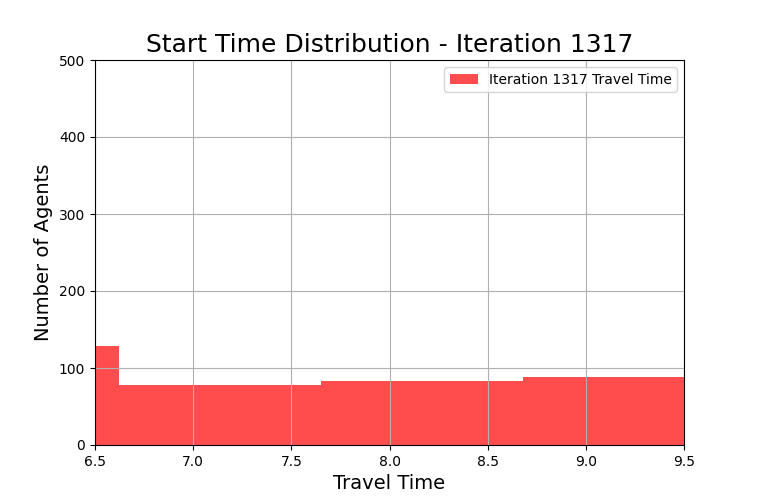 Start Time Distribution - Iteration 1317
500
400
300
200
100
0
Number of Agents
Iteration 1317 Travel Time
6.5 7.0 7.5 8.0 8.5 9.0 9.5
Travel Time